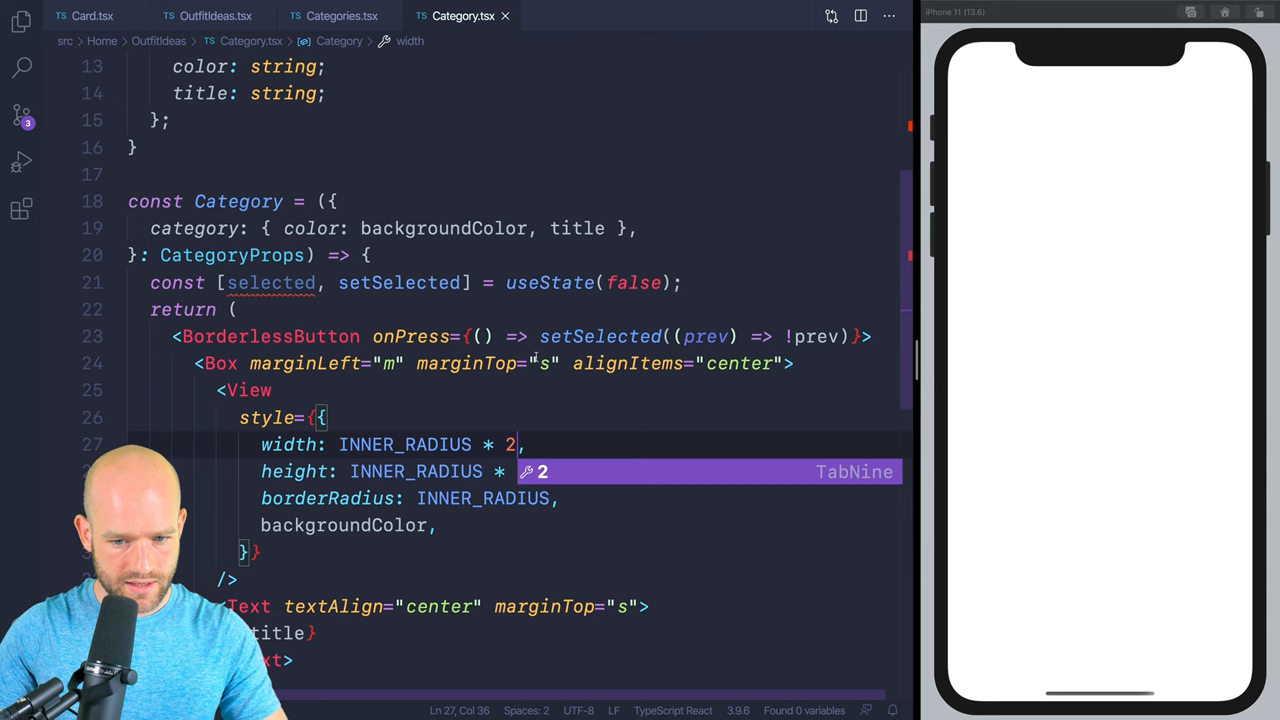 TS Card.tsx
TS OutfitIdeas.tsx
TS Categories.tsx
TS Category.tsx
iPhone 11 (13.6)
src > Home > OutfitIdeas > TS Category.tsx > Category > width
13 color: string;
14 title: string;
15 };
16 }
17
18 const Category = ({
19 category: { color: backgroundColor, title },
20 }: CategoryProps) => {
21 const [selected, setSelected] = useState(false);
22 return (
23 <BorderlessButton onPress={() => setSelected((prev) => !prev)}>
24 <Box marginLeft="m" marginTop="s" alignItems="center">
25 <View
26 style={{
27 width: INNER_RADIUS * 2,
height: INNER_RADIUS *
2 TabNine
borderRadius: INNER_RADIUS,
backgroundColor,
}}
/>
<Text textAlign="center" marginTop="s">
title}
xt>
3
Ln 27, Col 36 Spaces: 2 UTF-8 LF TypeScript React 3.9.6 Found 0 variables